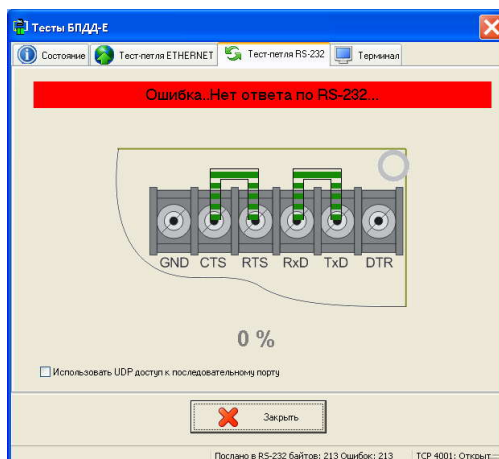 Тесты БПДД-Е
Состояние Тест-петля ETHERNET Тест-петля RS-232 Терминал
Ошибка..Нет ответа по RS-232...
GND CTS RTS RxD TxD DTR
0 %
Использовать UDP доступ к последовательному порту
Закрыть
Послано в RS-232 байтов: 213 Ошибок: 213 TCP 4001: Открыт...